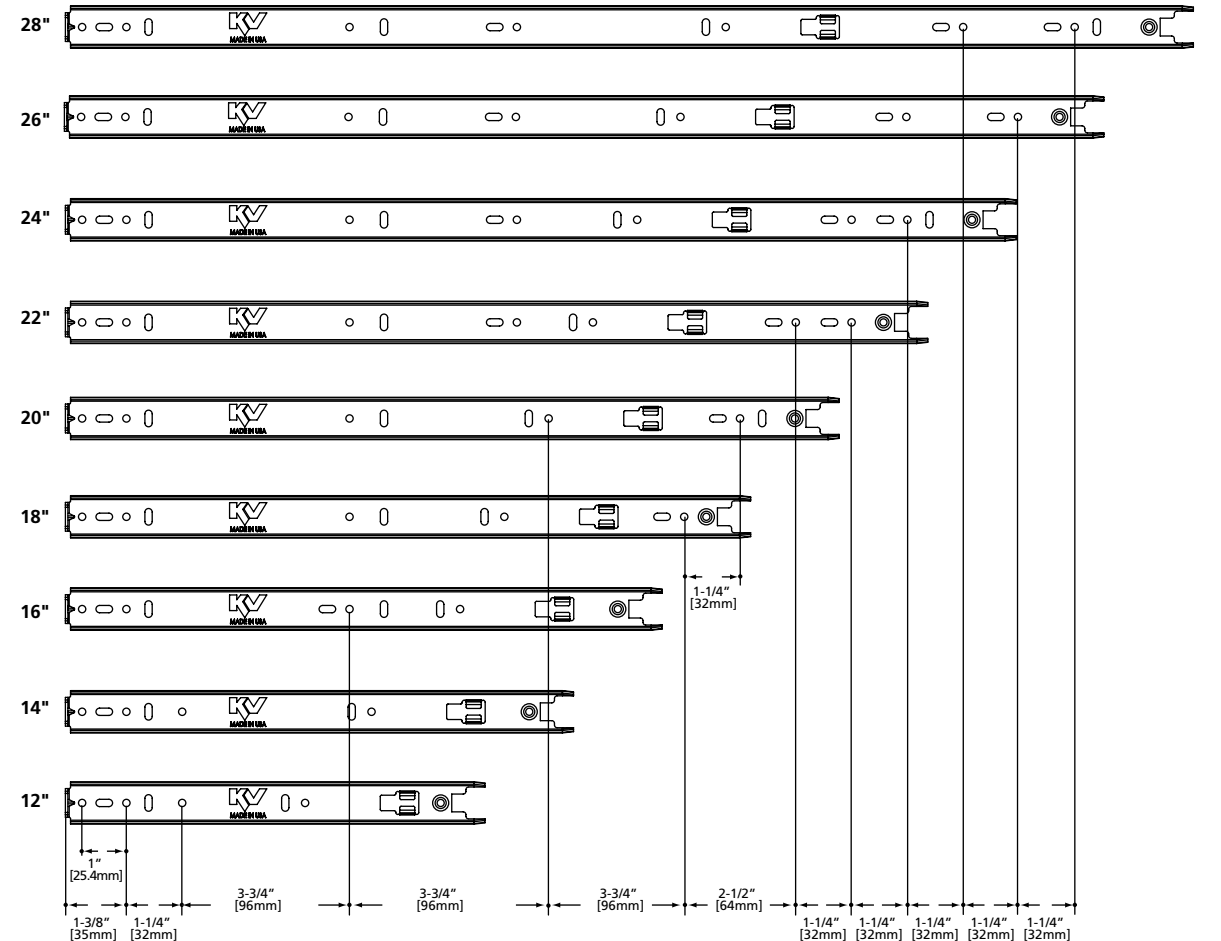 28"
KV
MADE IN USA
26"
KV
MADE IN USA
24"
KV
MADE IN USA
22"
KV
MADE IN USA
20"
KV
MADE IN USA
18"
KV
MADE IN USA
1-1/4"
[32mm]
16"
KV
MADE IN USA
14"
KV
MADE IN USA
12"
KV
MADE IN USA
1"
[25.4mm]
1-3/8"
[35mm]
1-1/4"
[32mm]
3-3/4"
[96mm]
3-3/4"
[96mm]
3-3/4"
[96mm]
2-1/2"
[64mm]
1-1/4"
[32mm]
1-1/4"
[32mm]
1-1/4"
[32mm]
1-1/4"
[32mm]
1-1/4"
[32mm]